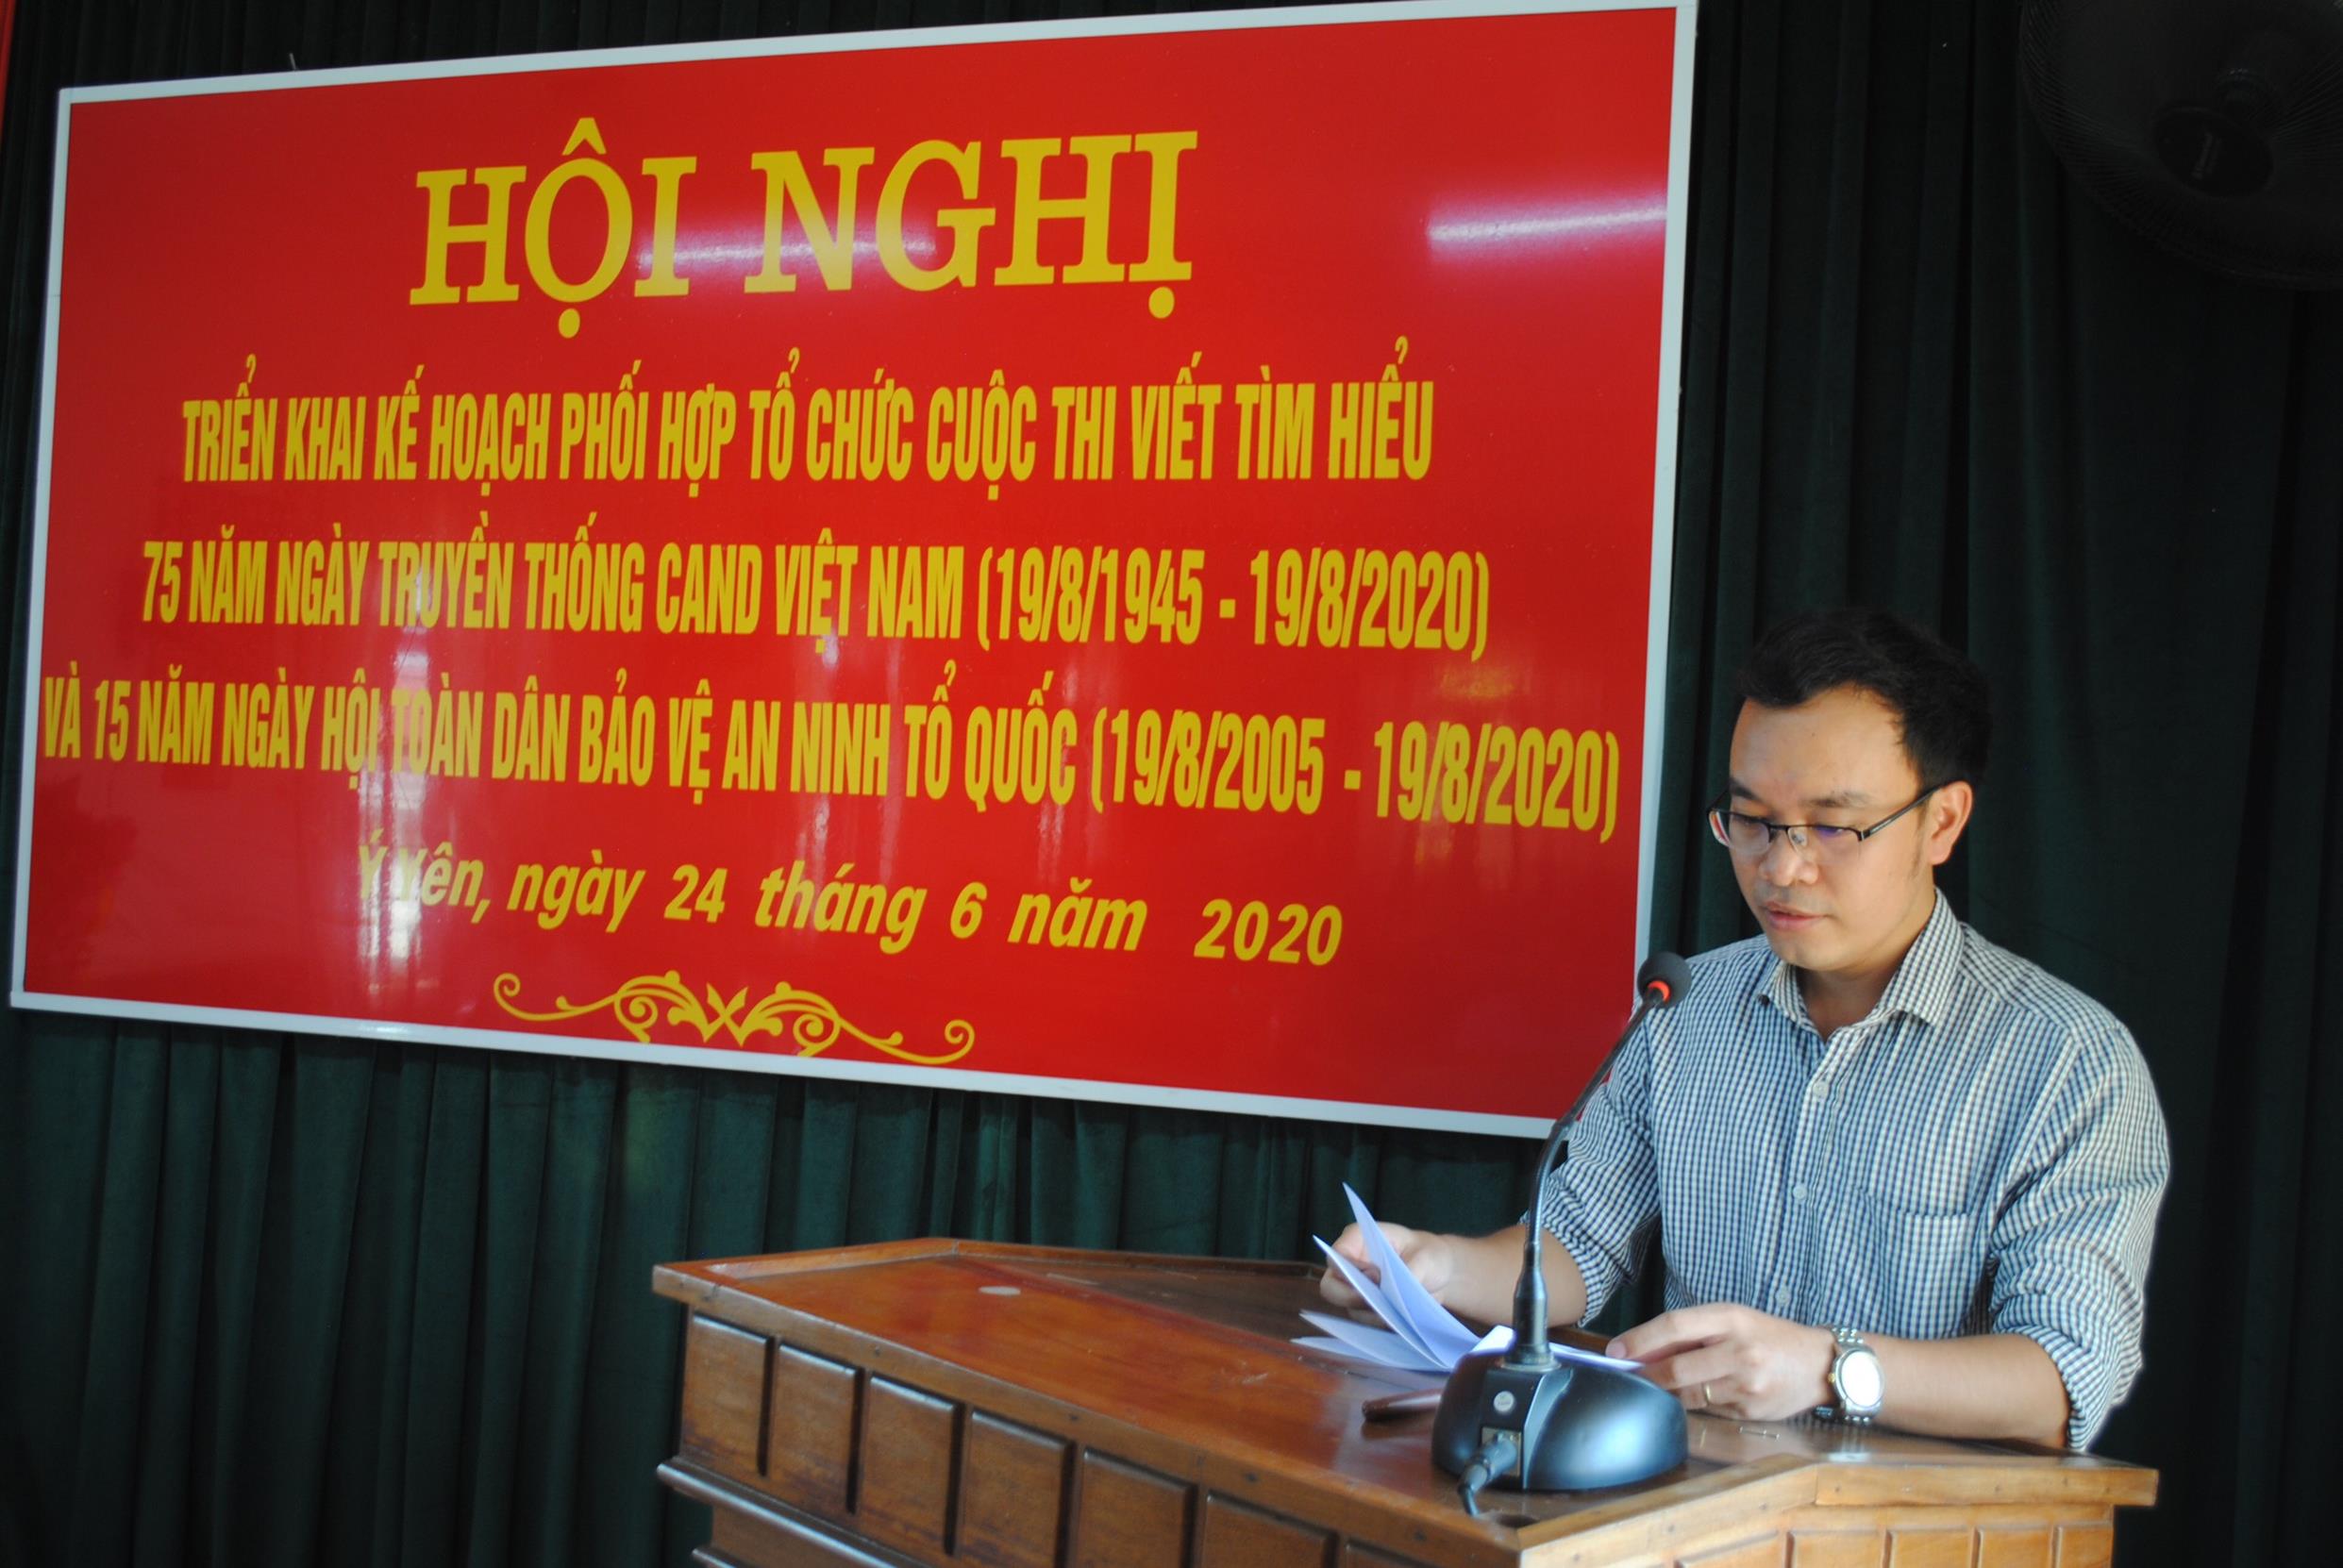 HỘI NGHỊ
TRIỂN KHAI KẾ HOẠCH PHỐI HỢP TỔ CHỨC CUỘC THI VIẾT TÌM HIỂU
75 NĂM NGÀY TRUYỀN THỐNG CAND VIỆT NAM (19/8/1945 - 19/8/2020)
VÀ 15 NĂM NGÀY HỘI TOÀN DÂN BẢO VỆ AN NINH TỔ QUỐC (19/8/2005 - 19/8/2020)
Ý Yên, ngày 24 tháng 6 năm 2020